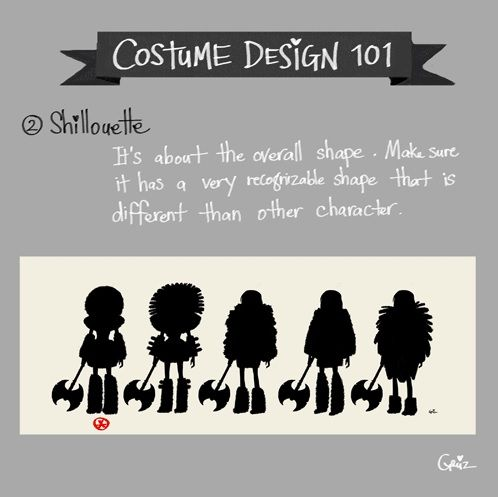 COSTUME DESIGN 101
② Shillouette
It's about the overall shape. Make sure
it has a very recognizable shape that is
different than other character.